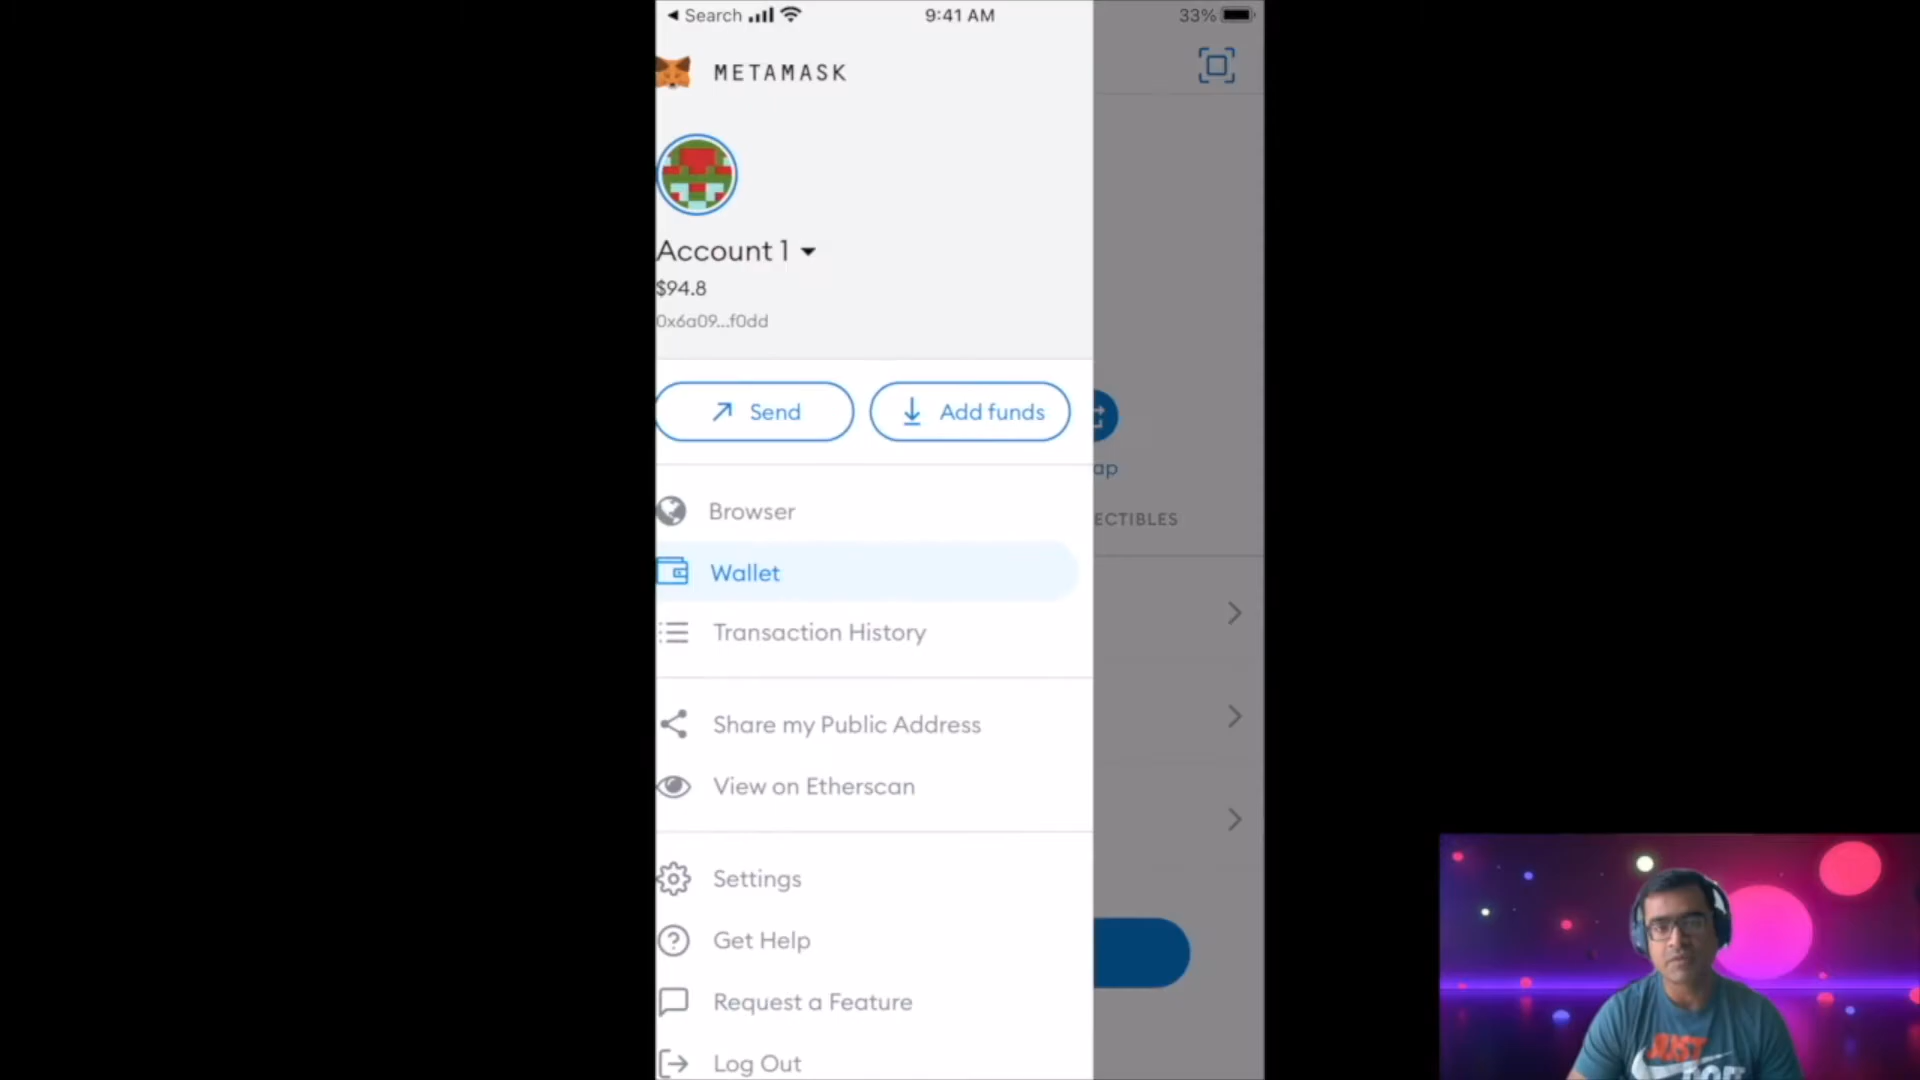 Search
9:41 AM
33%
METAMASK
Account 1
$94.8
0x6a09...f0dd
Send
Add funds
ap
ECTIBLES
Browser
Wallet
Transaction History
Share my Public Address
View on Etherscan
Settings
Get Help
Request a Feature
Log Out
JUST